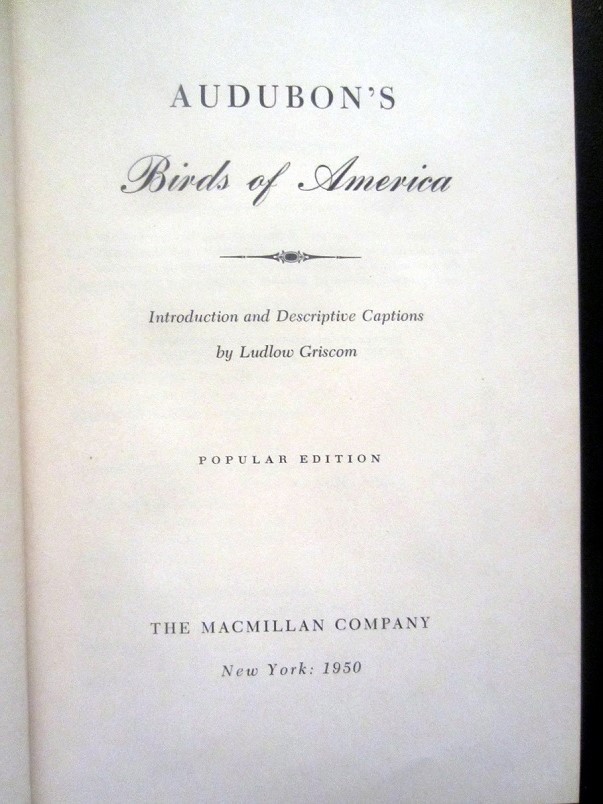 AUDUBON'S
Birds of America
Introduction and Descriptive Captions
by Ludlow Griscom
POPULAR EDITION
THE MACMILLAN COMPANY
New York: 1950